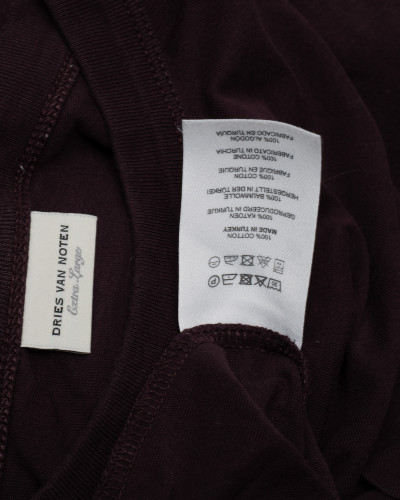 DRIES VAN NOTEN
Extra-Large
100% COTTON
MADE IN TURKEY
100% KATOEN
GEPRODUCEERD IN TURKIJE
100% BAUMWOLLE
HERGESTELLT IN DER TÜRKEI
100% COTON
FABRIQUÉ EN TURQUIE
100% COTONE
FABBRICATO IN TURCHIA
100% ALGODON
FABRICADO EN TURQUIA